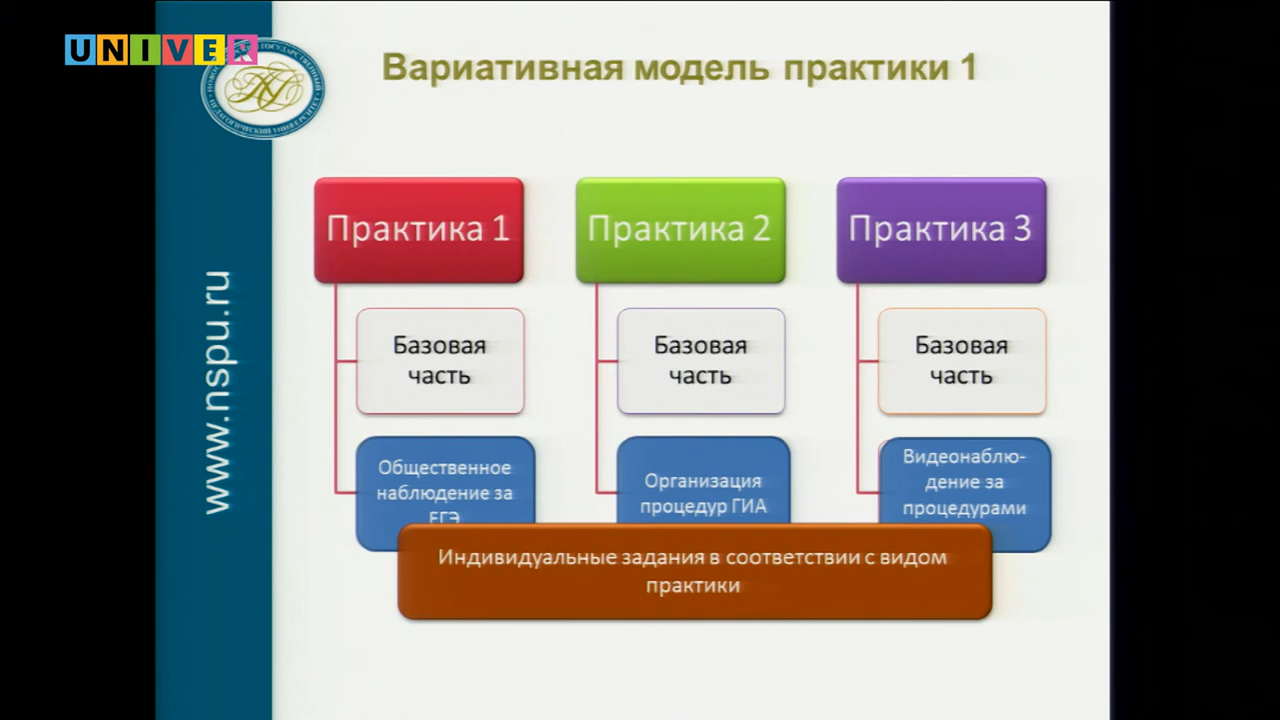 UNIVER
Вариативная модель практики 1
www.nspu.ru
Практика 1
Базовая
часть
Общественное
наблюдение за
ЕГЭ
Практика 2
Базовая
часть
Организация
процедур ГИА
Практика 3
Базовая
часть
Видеонаблю-
дение за
процедурами
Индивидуальные задания в соответствии с видом
практики